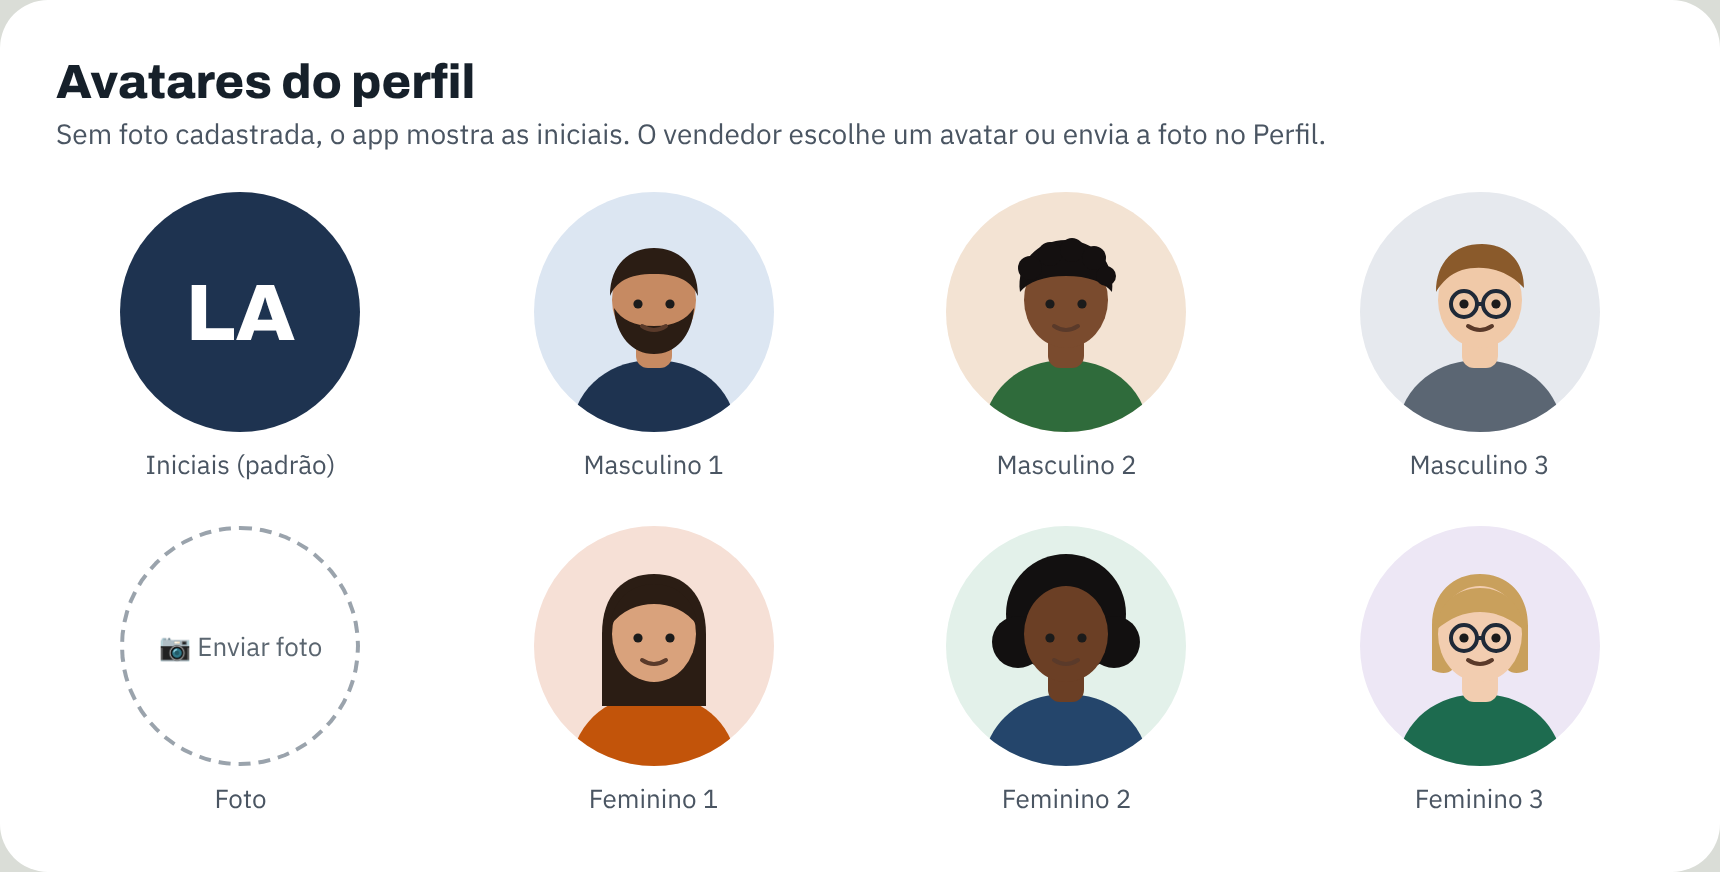 Avatares do perfil
Sem foto cadastrada, o app mostra as iniciais. O vendedor escolhe um avatar ou envia a foto no Perfil.
LA
Iniciais (padrão)
Masculino 1
Masculino 2
Masculino 3
📷 Enviar foto
Foto
Feminino 1
Feminino 2
Feminino 3